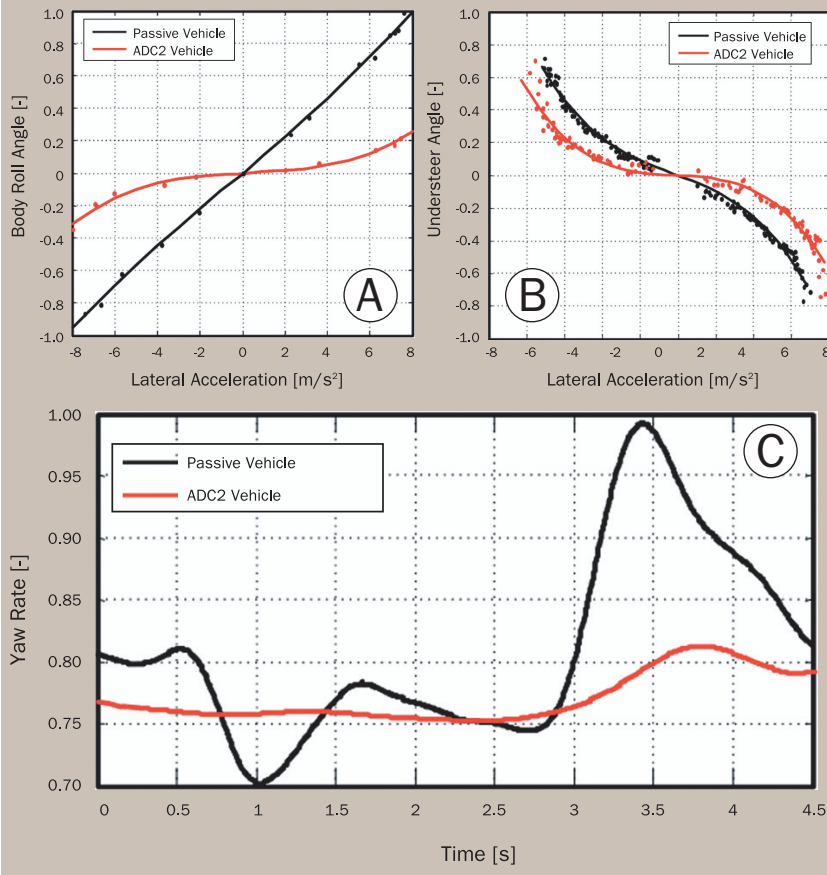 Passive Vehicle
ADC2 Vehicle
Body Roll Angle [-]
1.0
0.8
0.6
0.4
0.2
0
-0.2
-0.4
-0.6
-0.8
-1.0
-8 -6 -4 -2 0 2 4 6 8
Lateral Acceleration [m/s²]
A
Passive Vehicle
ADC2 Vehicle
Understeer Angle [-]
1.0
0.8
0.6
0.4
0.2
0
-0.2
-0.4
-0.6
-0.8
-1.0
-8 -6 -4 -2 0 2 4 6 8
Lateral Acceleration [m/s²]
B
Passive Vehicle
ADC2 Vehicle
C
Yaw Rate [-]
1.00
0.95
0.90
0.85
0.80
0.75
0.70
0 0.5 1 1.5 2 2.5 3 3.5 4 4.5
Time [s]